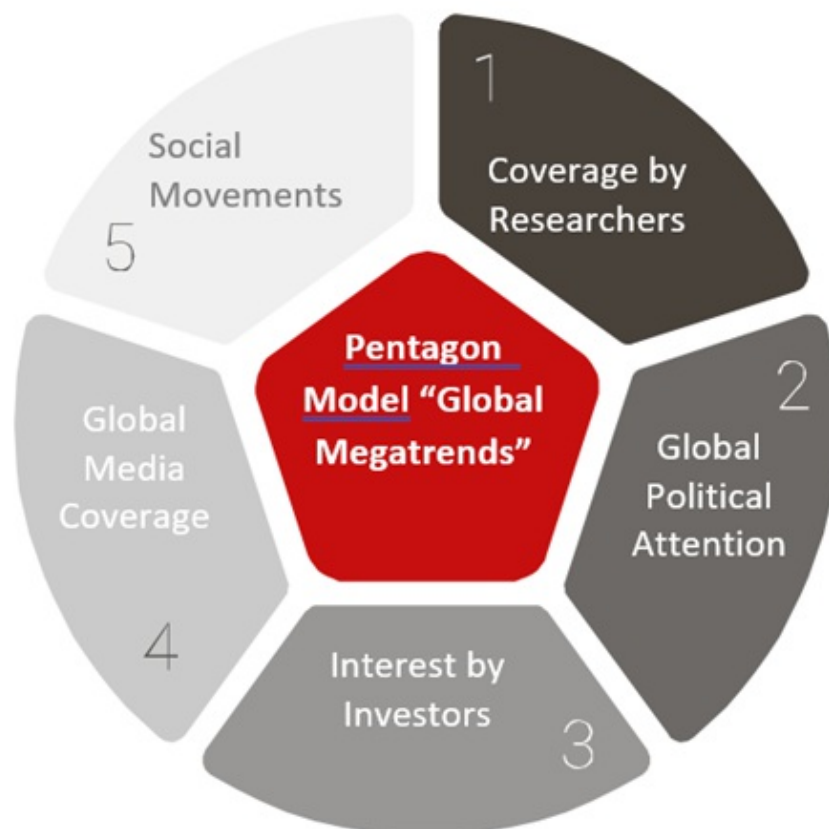 Pentagon
Model “Global
Megatrends”
1
Coverage by
Researchers
2
Global
Political
Attention
Interest by
Investors
3
Global
Media
Coverage
4
Social
Movements
5